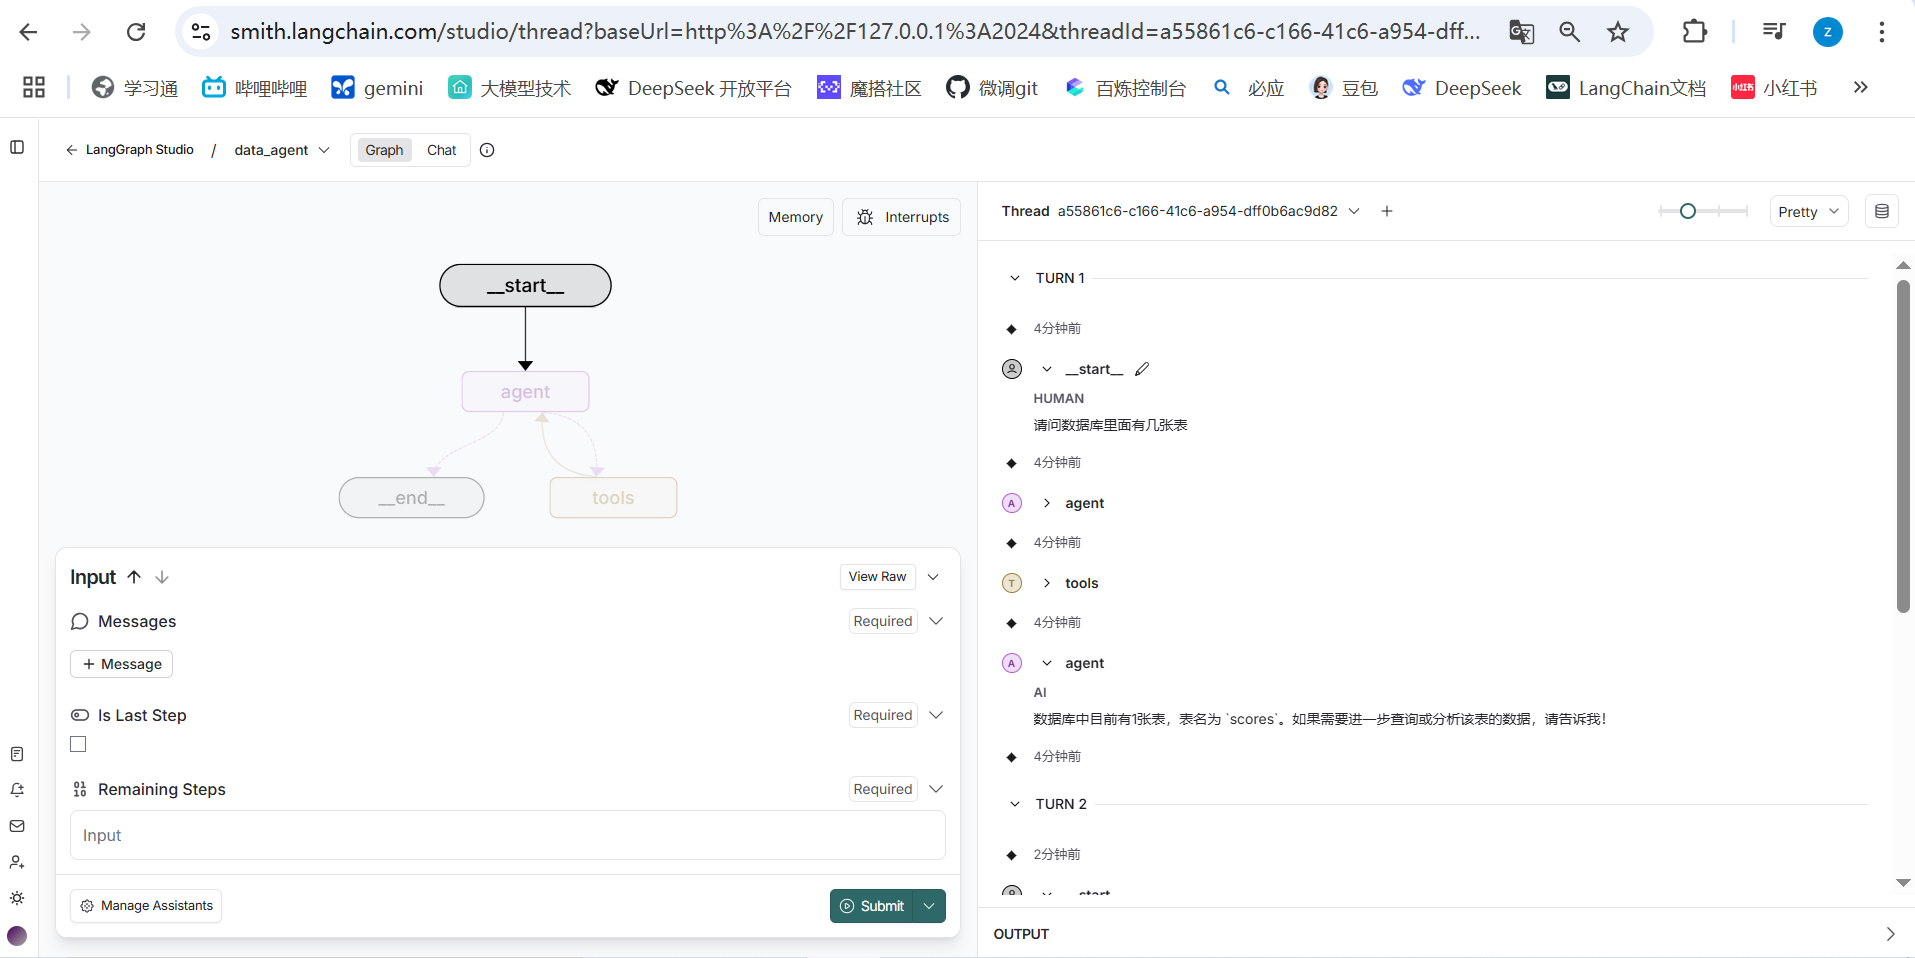 smith.langchain.com/studio/thread?baseUrl=http%3A%2F%2F127.0.0.1%3A2024&threadId=a55861c6-c166-41c6-a954-dff...
z
学习通
哔哩哔哩
gemini
大模型技术
DeepSeek 开放平台
魔搭社区
微调git
百炼控制台
必应
豆包
DeepSeek
LangChain文档
小红书
小红书
LangGraph Studio / data_agent
Graph
Chat
Memory
Interrupts
__start__
agent
__end__
tools
Input
View Raw
Messages
Required
+ Message
Is Last Step
Required
Remaining Steps
Required
Input
Manage Assistants
Submit
Thread a55861c6-c166-41c6-a954-dff0b6ac9d82
Pretty
TURN 1
4分钟前
__start__
HUMAN
请问数据库里面有几张表
4分钟前
A agent
4分钟前
T tools
4分钟前
A agent
AI
数据库中目前有1张表，表名为 `scores`。如果需要进一步查询或分析该表的数据，请告诉我！
4分钟前
TURN 2
2分钟前
__start__
OUTPUT